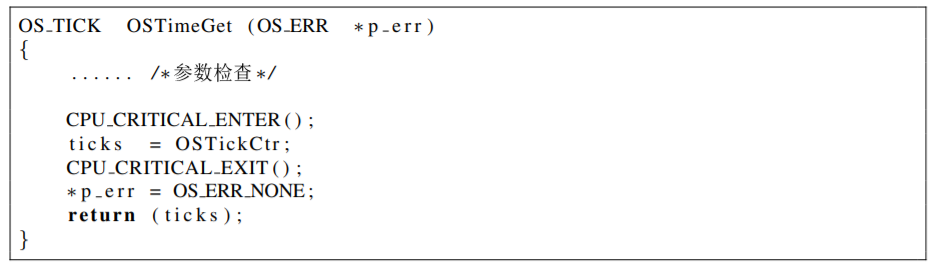 OS_TICK OSTimeGet (OS_ERR *p_err)
{
...... /*参数检查*/
CPU_CRITICAL_ENTER();
ticks = OSTickCtr;
CPU_CRITICAL_EXIT();
*p_err = OS_ERR_NONE;
return (ticks);
}